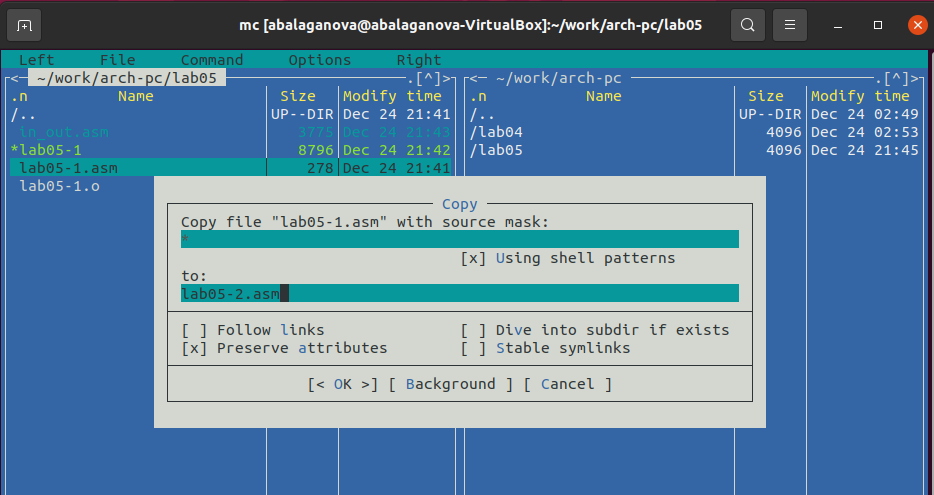 mc [abalaganova@abalaganova-VirtualBox]:~/work/arch-pc/lab05
Left File Command Options Right
<─ ~/work/arch-pc/lab05 .[^]> <─ ~/work/arch-pc .[^]>
.n Name Size Modify time .n Name Size Modify time
/.. UP--DIR Dec 24 21:41 /.. UP--DIR Dec 24 02:49
in_out.asm 3775 Dec 24 21:43 /lab04 4096 Dec 24 02:53
*lab05-1 8796 Dec 24 21:42 /lab05 4096 Dec 24 21:45
lab05-1.asm 278 Dec 24 21:41
lab05-1.o
Copy
Copy file "lab05-1.asm" with source mask:
*
[x] Using shell patterns
to:
lab05-2.asm
[ ] Follow links [ ] Dive into subdir if exists
[x] Preserve attributes [ ] Stable symlinks
[< OK >] [ Background ] [ Cancel ]